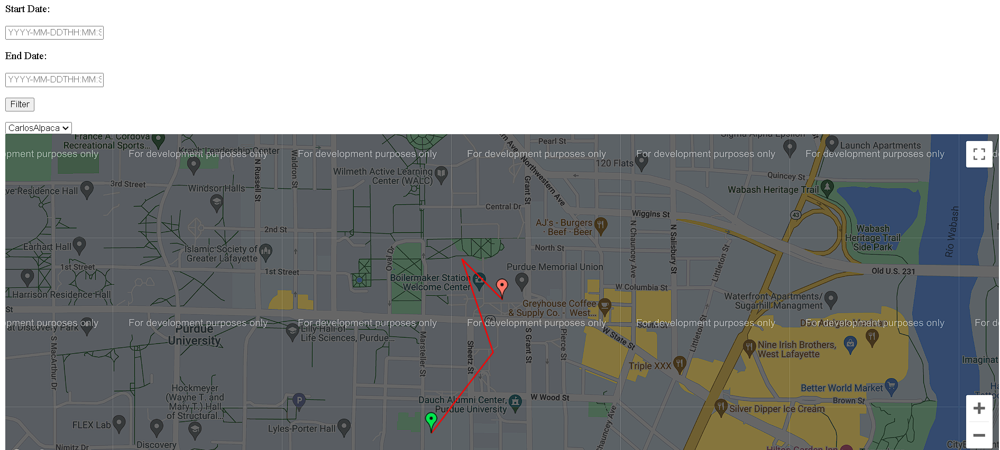 Start Date:
YYYY-MM-DDTHH:MM:S
End Date:
YYYY-MM-DDTHH:MM:S
Filter
CarlosAlpaca
France A. Cordova
Recreational Sports...
Krach Leadership Center
N Russell St
Waldron St
Pearl St
Northwestern Ave
Sigma Alpha Epsilon
Launch Apartments
pment purposes only
For development purposes only
For development purposes only
For development purposes only
For development purposes only
For development purposes only
120 Flats
Wilmeth Active Learning
Center (WALC)
Grant St
Quincey St
3rd Street
Windsor Halls
ve Residence Hall
Wabash Heritage Trail
Central Dr
Wiggins St
43
Río Wabash
AJ's - Burgers
· Beef · Beer
N Chauncey Ave
N Salisbury St
2nd St
Wabash
Heritage Trail
Side Park
Earhart Hall
Islamic Society of
Greater Lafayette
Oval Dr
North St
Littleton St
1st Street
1st Street
Purdue Memorial Union
Old U.S. 231
Boilermaker Station
Welcome Center
W Columbia St
Harrison Residence Hall
Waterfront Apartments/
Sugarhill Managment
Greyhouse Coffee
& Supply Co. - West...
St
26
pment purposes only
For development purposes only
For development purposes only
For development purposes only
For development purposes only
For development purposes only
For de
at Discovery Park
Purdue
University
Lilly Hall of
Life Sciences, Purdue...
South St
W State St
Littleton St
S MacArthur Dr
Marsteller St
Sheetz St
S Grant St
Pierce St
Nine Irish Brothers,
West Lafayette
Triple XXX
Imaginat
Hockmeyer
(Wayne T. and
Mary T.) Hall
of Structural...
P
Better World Market
Dauch Alumni Center,
Purdue University
W Wood St
Brown St
Silver Dipper Ice Cream
FLEX Lab
Lyles-Porter Hall
Chauncey Ave
Discovery
Nimitz Dr
Hilton Garden Inn
CityB